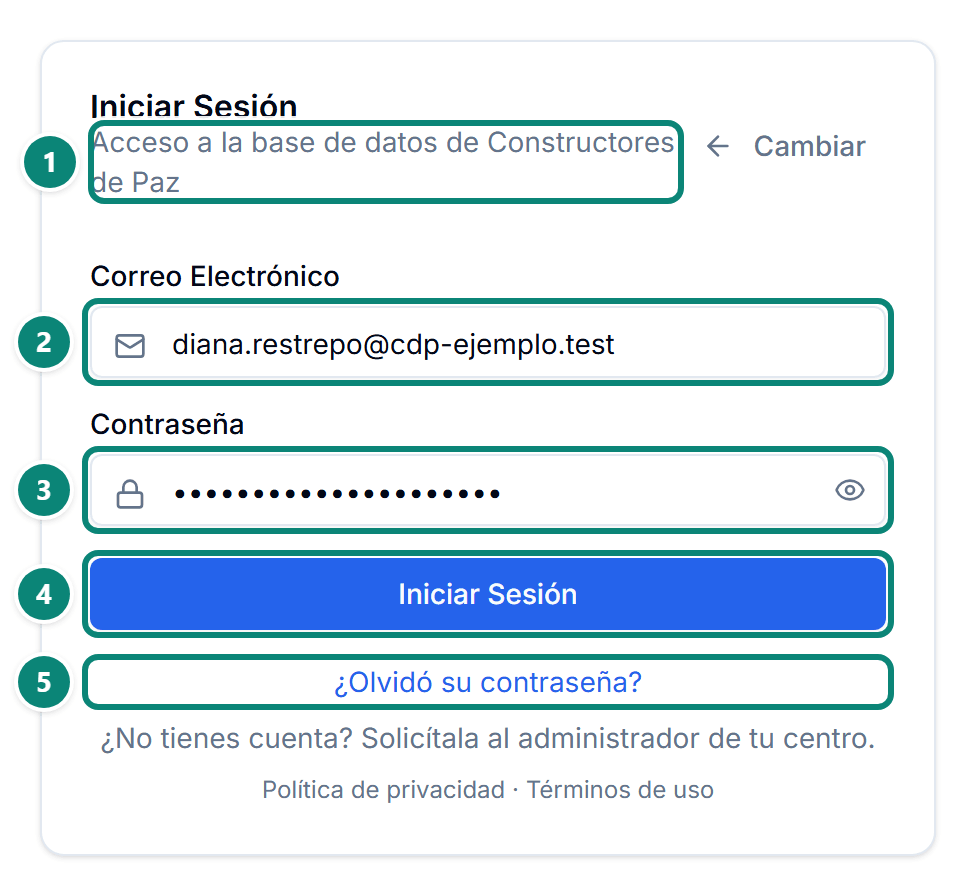 Iniciar Sesión
1
Acceso a la base de datos de Constructores
de Paz
Cambiar
Correo Electrónico
2
diana.restrepo@cdp-ejemplo.test
Contraseña
3
•••••••••••••••••••••
4
Iniciar Sesión
5
¿Olvidó su contraseña?
¿No tienes cuenta? Solicítala al administrador de tu centro.
Política de privacidad · Términos de uso